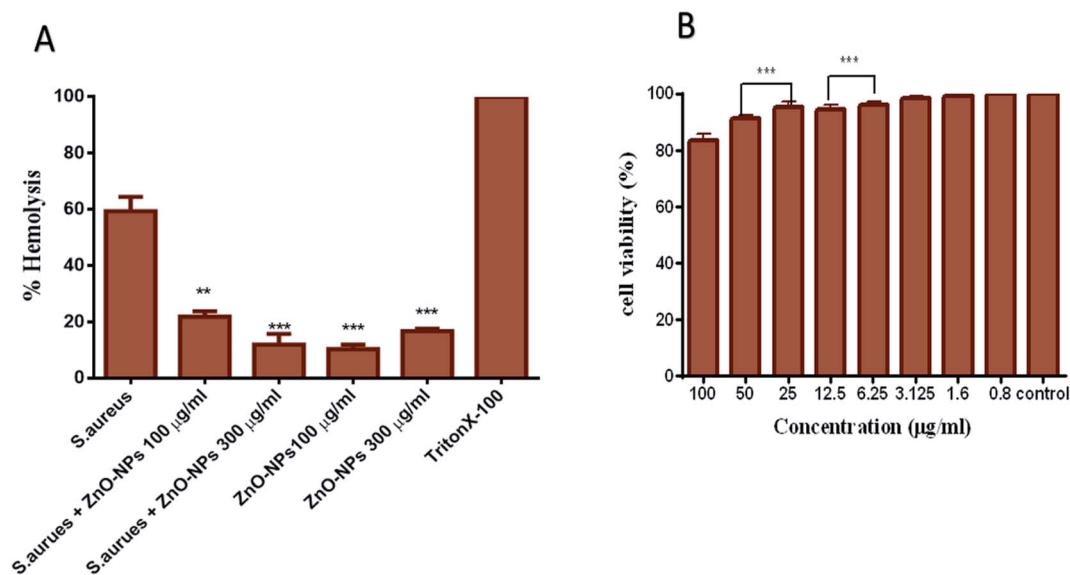 A
% Hemolysis
100
80
60
40
20
0
**
***
***
***
S.aureus
S.aurues + ZnO-NPs 100 µg/ml
S.aurues + ZnO-NPs 300 µg/ml
ZnO-NPs100 µg/ml
ZnO-NPs 300 µg/ml
TritonX-100
B
cell viability (%)
100
80
60
40
20
0
***
***
100 50 25 12.5 6.25 3.125 1.6 0.8 control
Concentration (µg/ml)